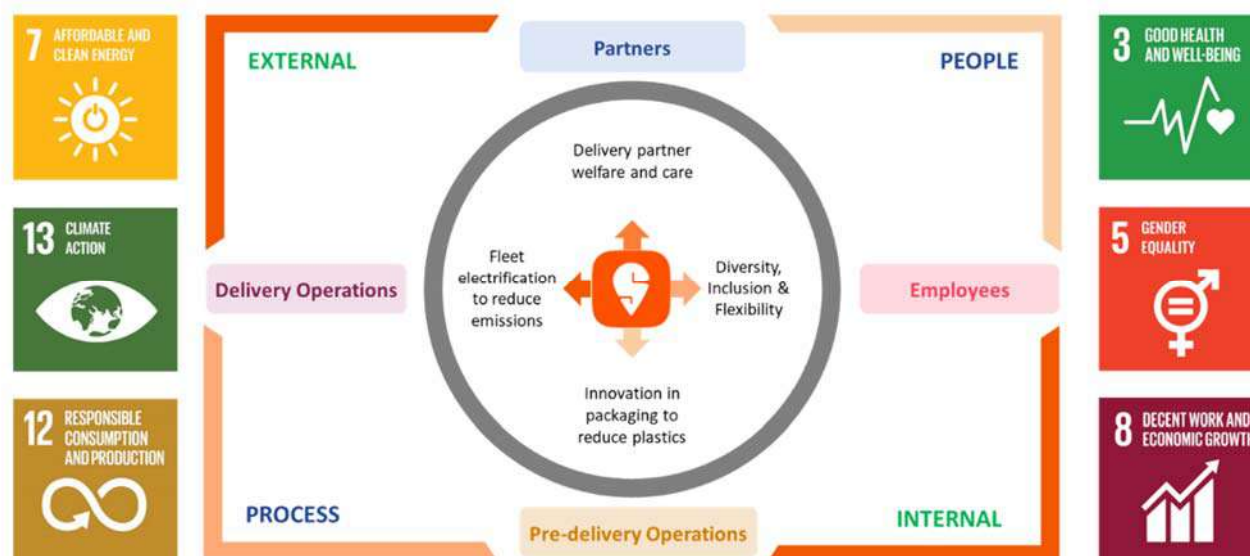 7 AFFORDABLE AND
CLEAN ENERGY
13 CLIMATE
ACTION
12 RESPONSIBLE
CONSUMPTION
AND PRODUCTION
EXTERNAL
Partners
PEOPLE
Delivery partner
welfare and care
Delivery Operations
Fleet
electrification
to reduce
emissions
Diversity,
Inclusion &
Flexibility
Employees
Innovation in
packaging to
reduce plastics
PROCESS
Pre-delivery Operations
INTERNAL
3 GOOD HEALTH
AND WELL-BEING
5 GENDER
EQUALITY
8 DECENT WORK AND
ECONOMIC GROWTH